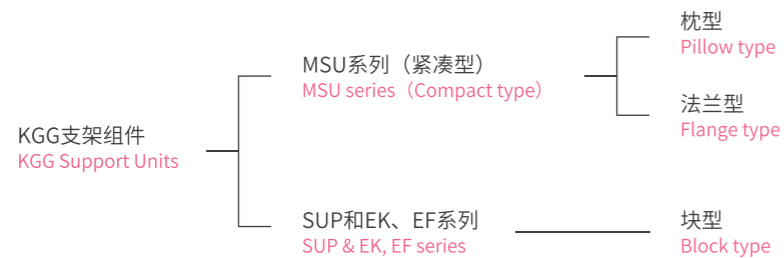 KGG支架组件
KGG Support Units
MSU系列（紧凑型）
MSU series（Compact type）
枕型
Pillow type
法兰型
Flange type
SUP和EK、EF系列
SUP & EK, EF series
块型
Block type